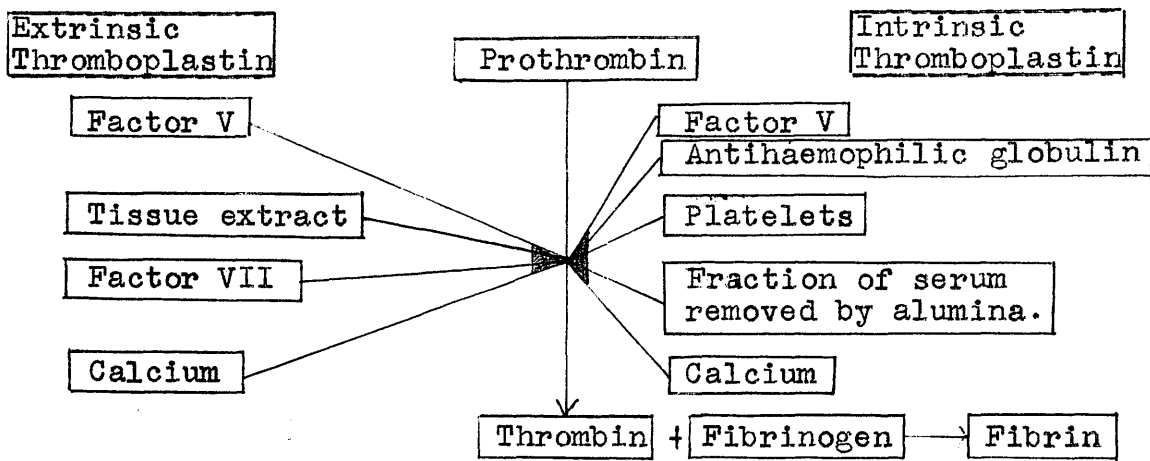 Extrinsic
Thromboplastin
Prothrombin
Intrinsic
Thromboplastin
Factor V
Tissue extract
Factor VII
Calcium
Factor V
Antihaemophilic globulin
Platelets
Fraction of serum
removed by alumina.
Calcium
Thrombin + Fibrinogen Fibrin